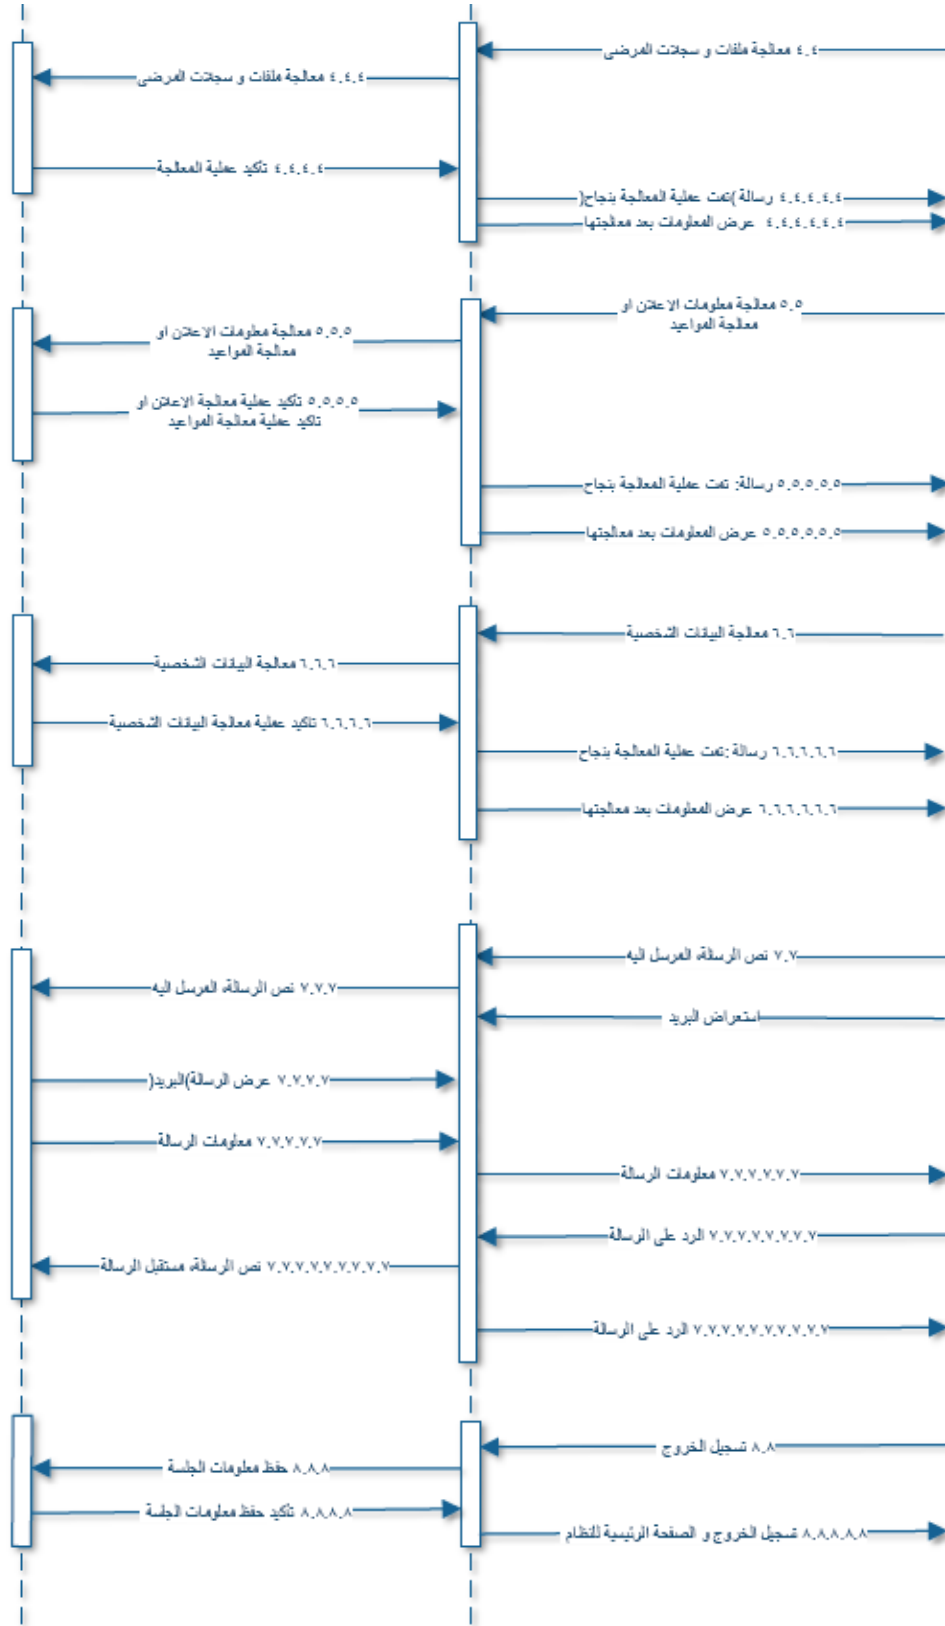 ٤.٤ معالجة ملفات و سجلات المرضى
٤.٤.٤ معالجة ملفات و سجلات المرضى
٤.٤.٤.٤ تأكيد عملية المعالجة
٤.٤.٤.٤.٤ رسالة )تمت عملية المعالجة بنجاح(
٤.٤.٤.٤.٤.٤ عرض المعلومات بعد معالجتها
٥.٥ معالجة معلومات الاعلان او
معالجة المواعيد
٥.٥.٥ معالجة معلومات الاعلان او
معالجة المواعيد
٥.٥.٥.٥ تأكيد عملية معالجة الاعلان او
تاكيد عملية معالجة المواعيد
٥.٥.٥.٥.٥ رسالة: تمت عملية المعالجة بنجاح
٥.٥.٥.٥.٥.٥ عرض المعلومات بعد معالجتها
٦.٦ معالجة البيانات الشخصية
٦.٦.٦ معالجة البيانات الشخصية
٦.٦.٦.٦ تاكيد عملية معالجة البيانات الشخصية
٦.٦.٦.٦.٦ رسالة :تمت عملية المعالجة بنجاح
٦.٦.٦.٦.٦.٦ عرض المعلومات بعد معالجتها
٧.٧ نص الرسالة، المرسل اليه
٧.٧.٧ نص الرسالة، المرسل اليه
استعراض البريد
٧.٧.٧.٧ عرض الرسالة)البريد(
٧.٧.٧.٧.٧ معلومات الرسالة
٧.٧.٧.٧.٧.٧ معلومات الرسالة
٧.٧.٧.٧.٧.٧.٧.٧ الرد على الرسالة
٧.٧.٧.٧.٧.٧.٧.٧.٧ نص الرسالة، مستقبل الرسالة
٧.٧.٧.٧.٧.٧.٧.٧.٧.٧ الرد على الرسالة
٨.٨ تسجيل الخروج
٨.٨.٨ حفظ معلومات الجلسة
٨.٨.٨.٨ تأكيد حفظ معلومات الجلسة
٨.٨.٨.٨.٨ تسجيل الخروج و الصفحة الرئيسية للنظام